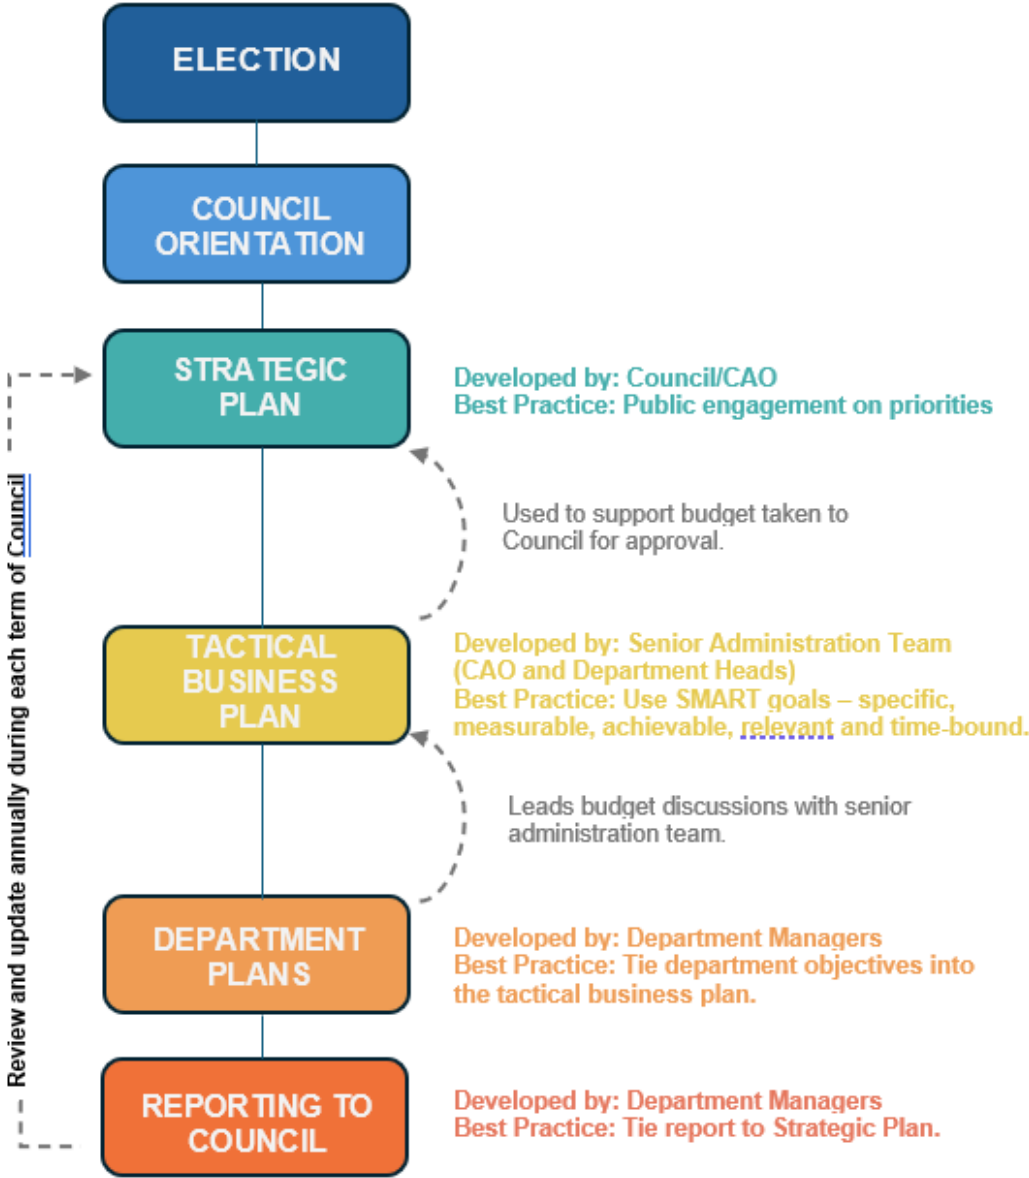 ELECTION
COUNCIL
ORIENTATION
STRATEGIC
PLAN
Developed by: Council/CAO
Best Practice: Public engagement on priorities
Used to support budget taken to
Council for approval.
TACTICAL
BUSINESS
PLAN
Developed by: Senior Administration Team
(CAO and Department Heads)
Best Practice: Use SMART goals – specific,
measurable, achievable, relevant and time-bound.
Leads budget discussions with senior
administration team.
DEPARTMENT
PLANS
Developed by: Department Managers
Best Practice: Tie department objectives into
the tactical business plan.
REPORTING TO
COUNCIL
Developed by: Department Managers
Best Practice: Tie report to Strategic Plan.
Review and update annually during each term of Council